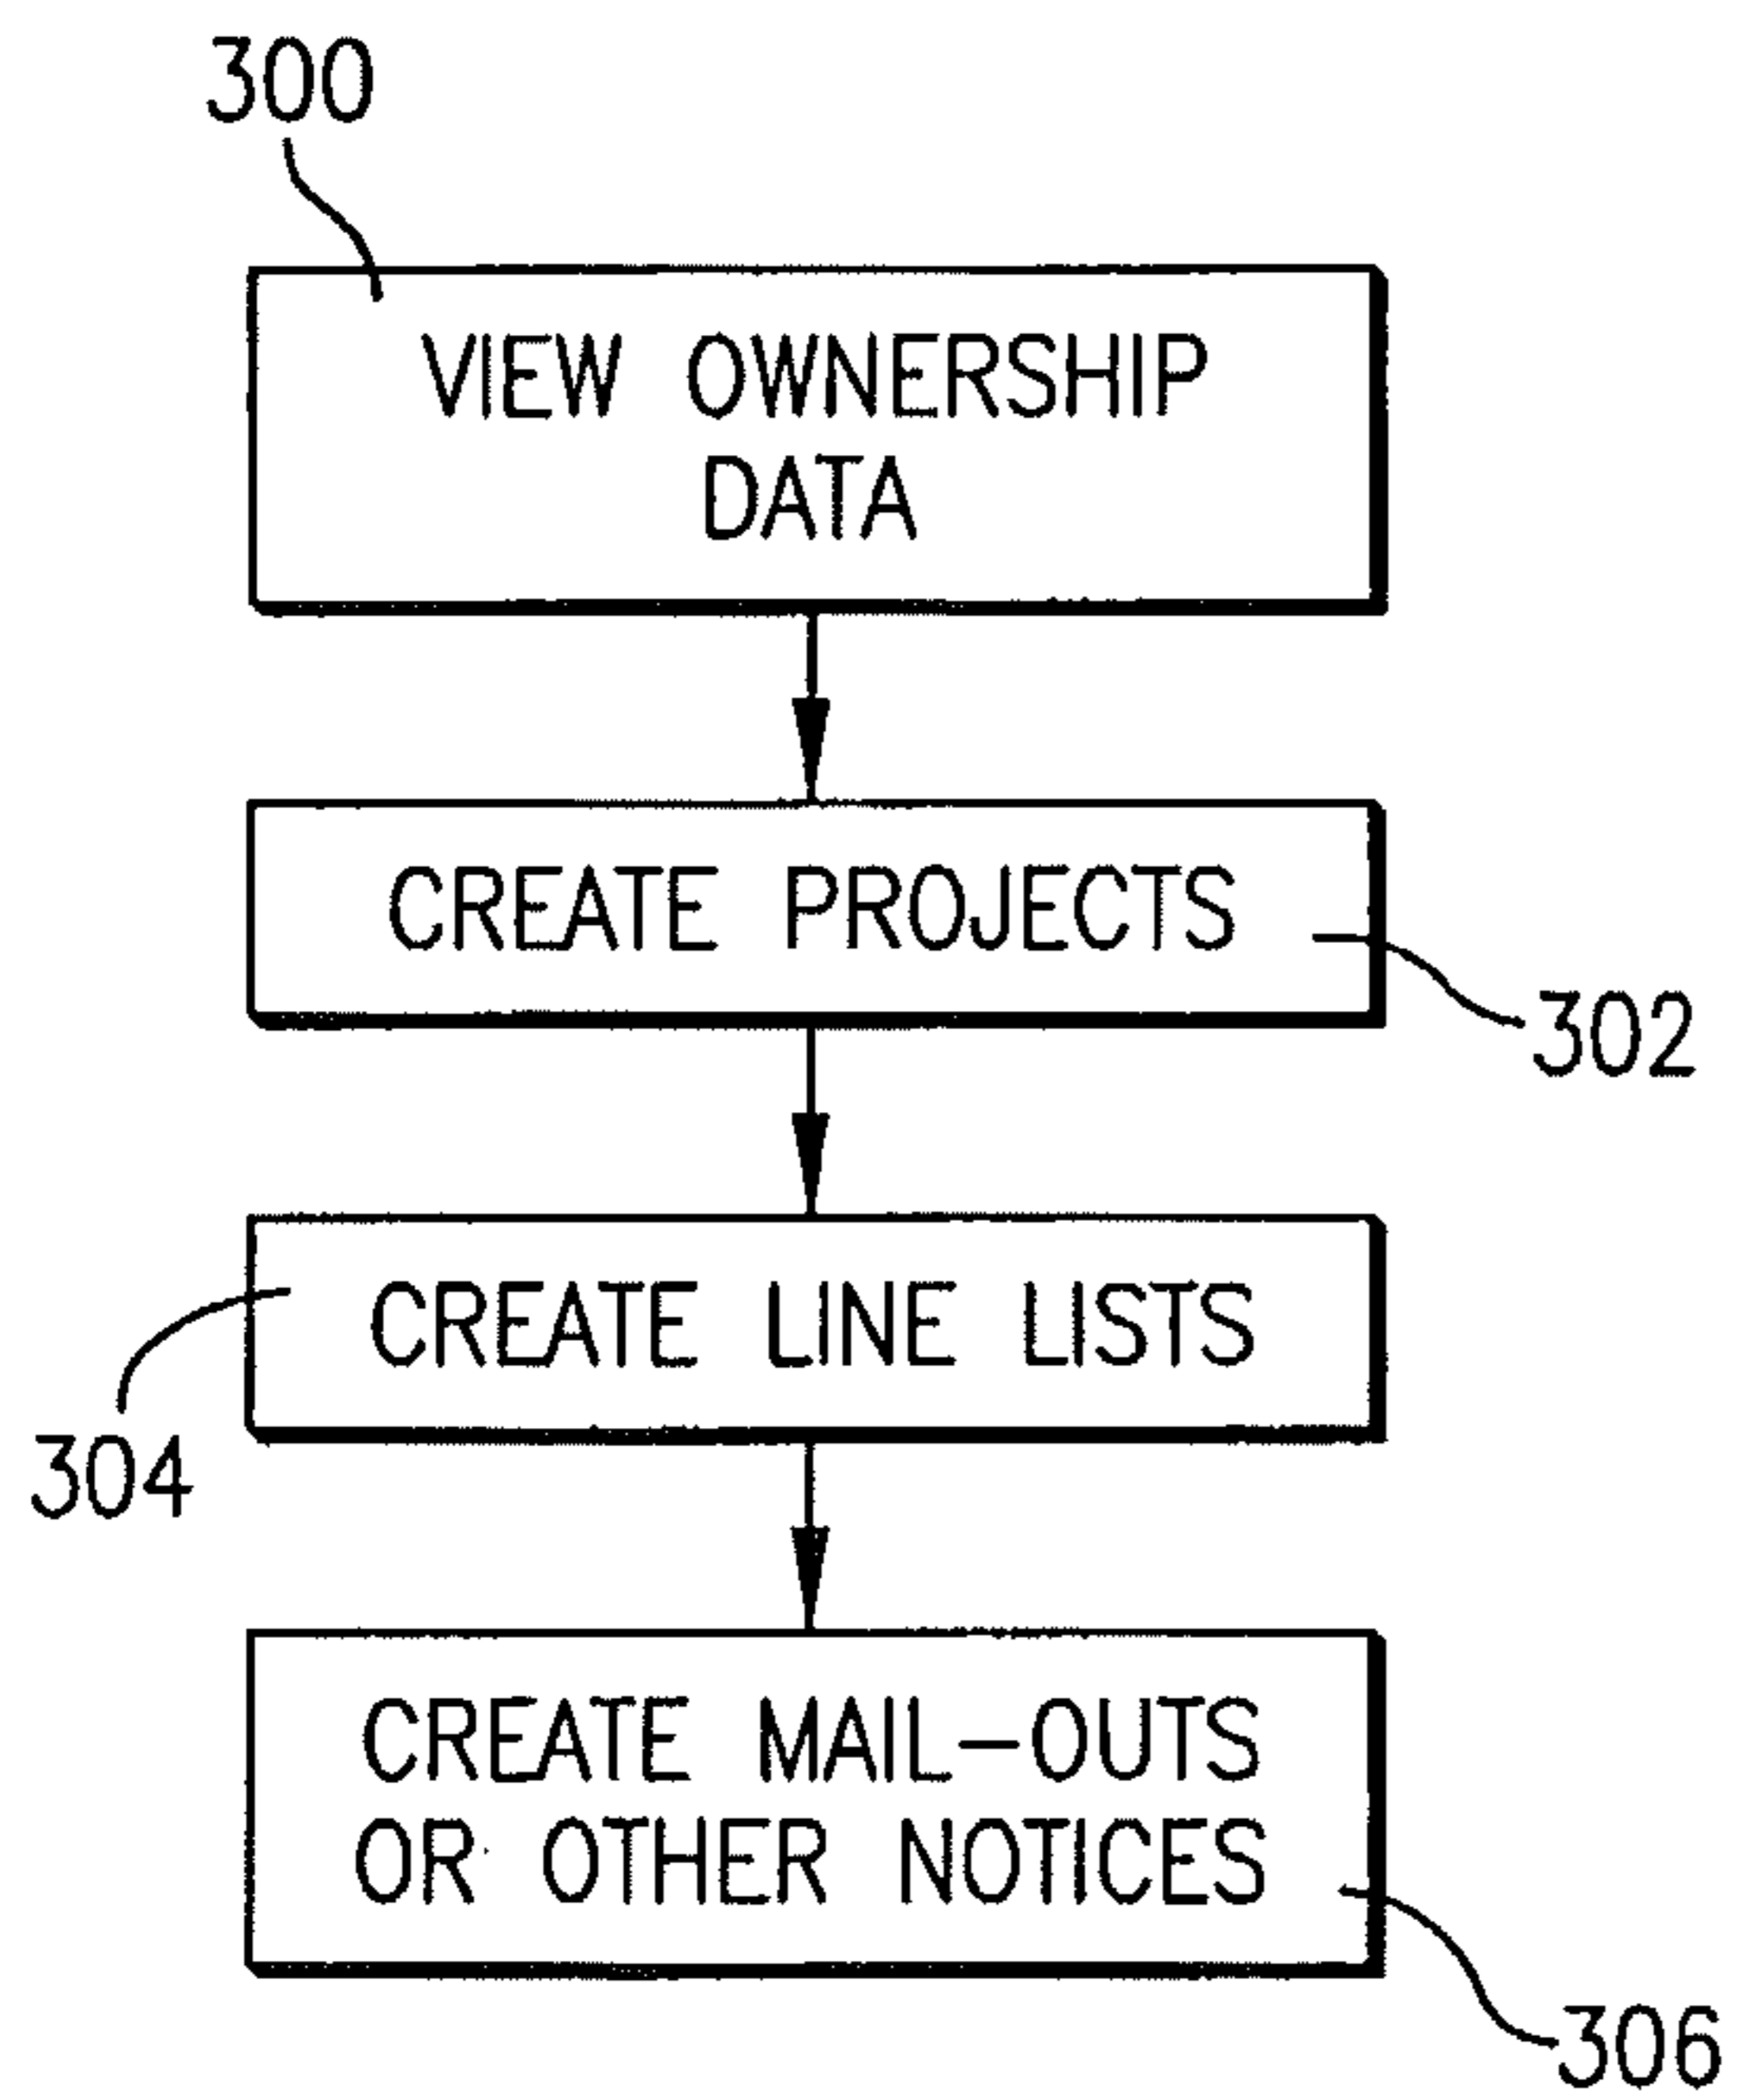 300
VIEW OWNERSHIP
DATA
CREATE PROJECTS
302
CREATE LINE LISTS
304
CREATE MAIL-OUTS
OR OTHER NOTICES
306